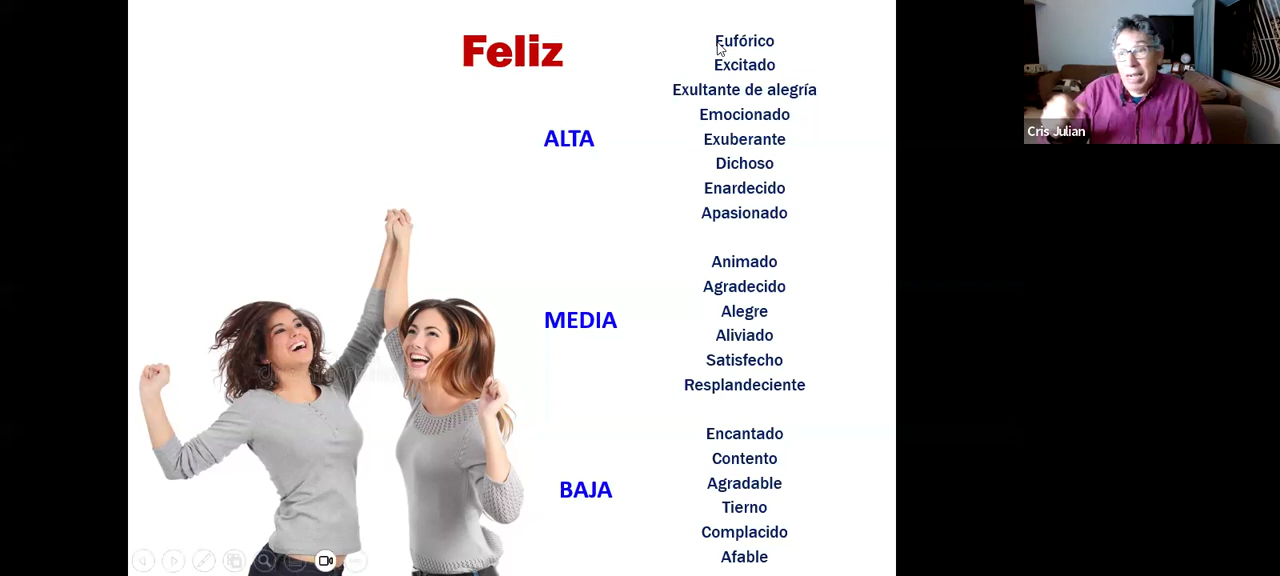 Feliz
ALTA
Eufórico
Excitado
Exultante de alegría
Emocionado
Exuberante
Dichoso
Enardecido
Apasionado
MEDIA
Animado
Agradecido
Alegre
Aliviado
Satisfecho
Resplandeciente
BAJA
Encantado
Contento
Agradable
Tierno
Complacido
Afable
Cris Julian